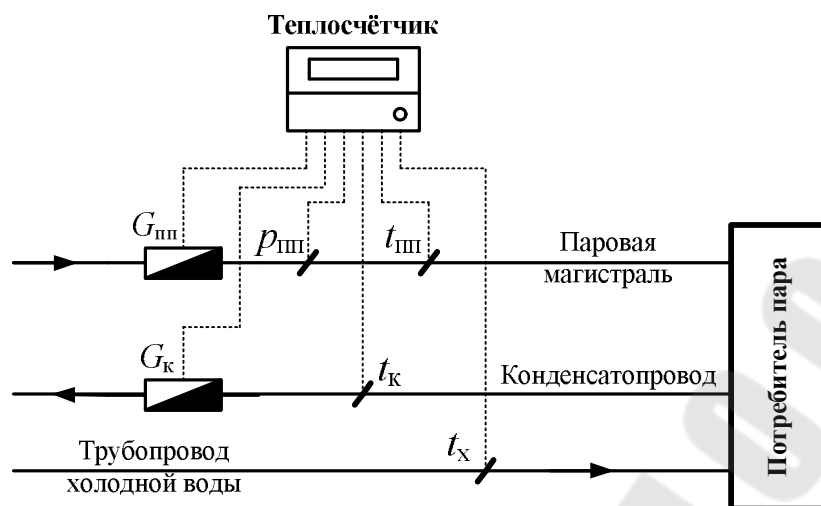 Теплосчётчик
Gпп
pПП
tПП
Паровая
магистраль
Потребитель пара
Gк
tК
Конденсатопровод
Трубопровод
холодной воды
tХ